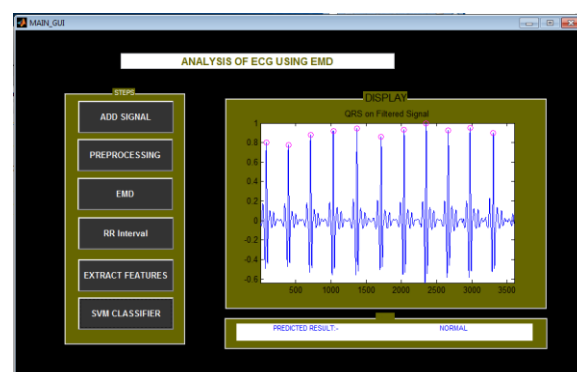 MAIN_GUI
ANALYSIS OF ECG USING EMD
STEPS
ADD SIGNAL
PREPROCESSING
EMD
RR Interval
EXTRACT FEATURES
SVM CLASSIFIER
DISPLAY
QRS on Filtered Signal
1
0.8
0.6
0.4
0.2
0
-0.2
-0.4
-0.6
500 1000 1500 2000 2500 3000 3500
PREDICTED RESULT:- NORMAL